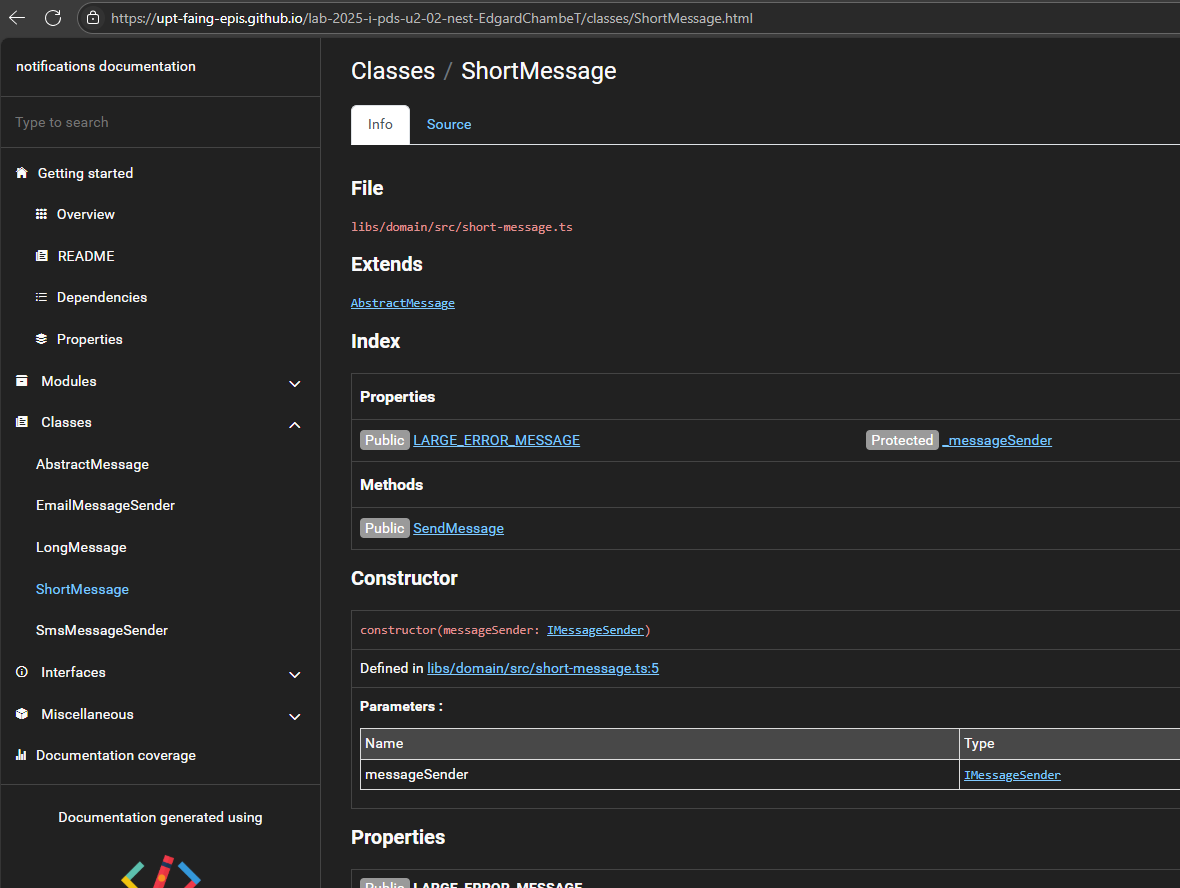 https://upt-faing-epis.github.io/lab-2025-i-pds-u2-02-nest-EdgardChambeT/classes/ShortMessage.html
notifications documentation
Type to search
Getting started
Overview
README
Dependencies
Properties
Modules
Classes
AbstractMessage
EmailMessageSender
LongMessage
ShortMessage
SmsMessageSender
Interfaces
Miscellaneous
Documentation coverage
Documentation generated using
Classes / ShortMessage
Info Source
File
libs/domain/src/short-message.ts
Extends
AbstractMessage
Index
Properties
Public LARGE_ERROR_MESSAGE Protected _messageSender
Methods
Public SendMessage
Constructor
constructor(messageSender: IMessageSender)
Defined in libs/domain/src/short-message.ts:5
Parameters :
Name Type
messageSender IMessageSender
Properties
Public LARGE_ERROR_MESSAGE